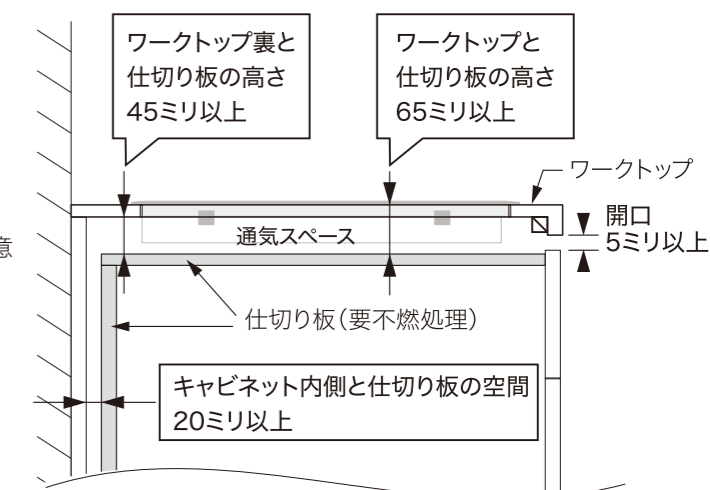 ワークトップ裏と
仕切り板の高さ
45ミリ以上
ワークトップと
仕切り板の高さ
65ミリ以上
ワークトップ
開口
5ミリ以上
意
通気スペース
仕切り板（要不燃処理）
キャビネット内側と仕切り板の空間
20ミリ以上